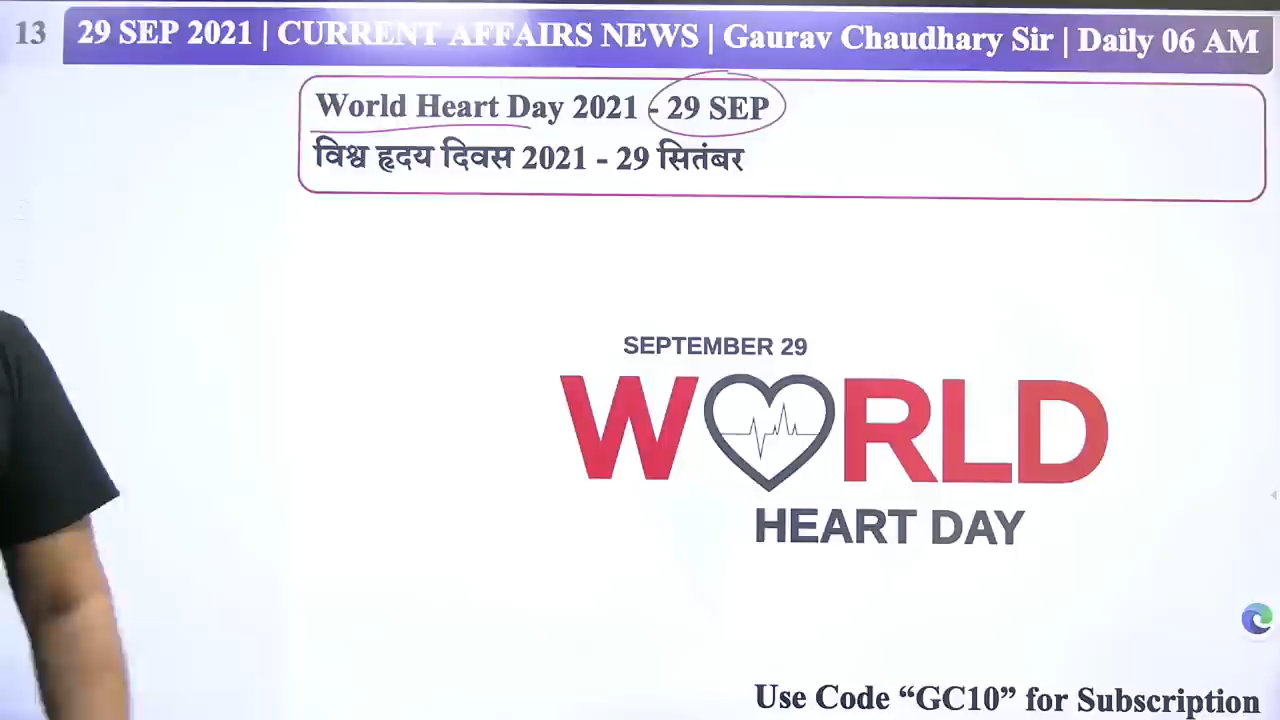 13
29 SEP 2021 | CURRENT AFFAIRS NEWS | Gaurav Chaudhary Sir | Daily 06 AM
World Heart Day 2021 - 29 SEP
विश्व हृदय दिवस 2021 - 29 सितंबर
SEPTEMBER 29
WORLD
HEART DAY
Use Code “GC10” for Subscription